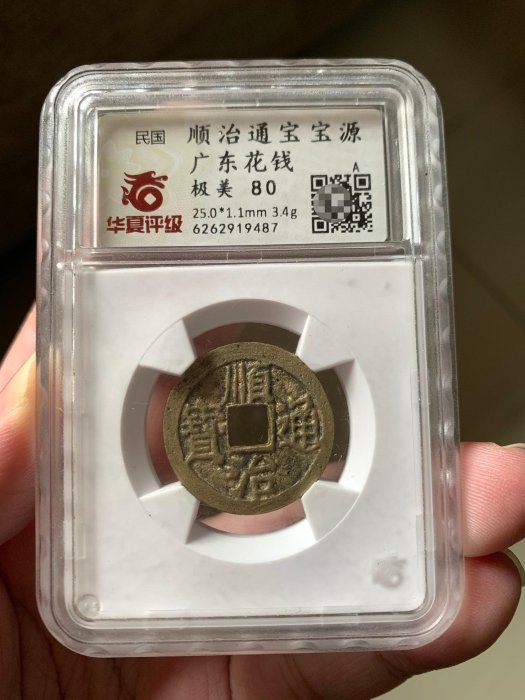 民国
顺治通宝宝源
广东花钱
极美 80
A
25.0*1.1mm 3.4g
6262919487
华夏评级
順
寶 通
治